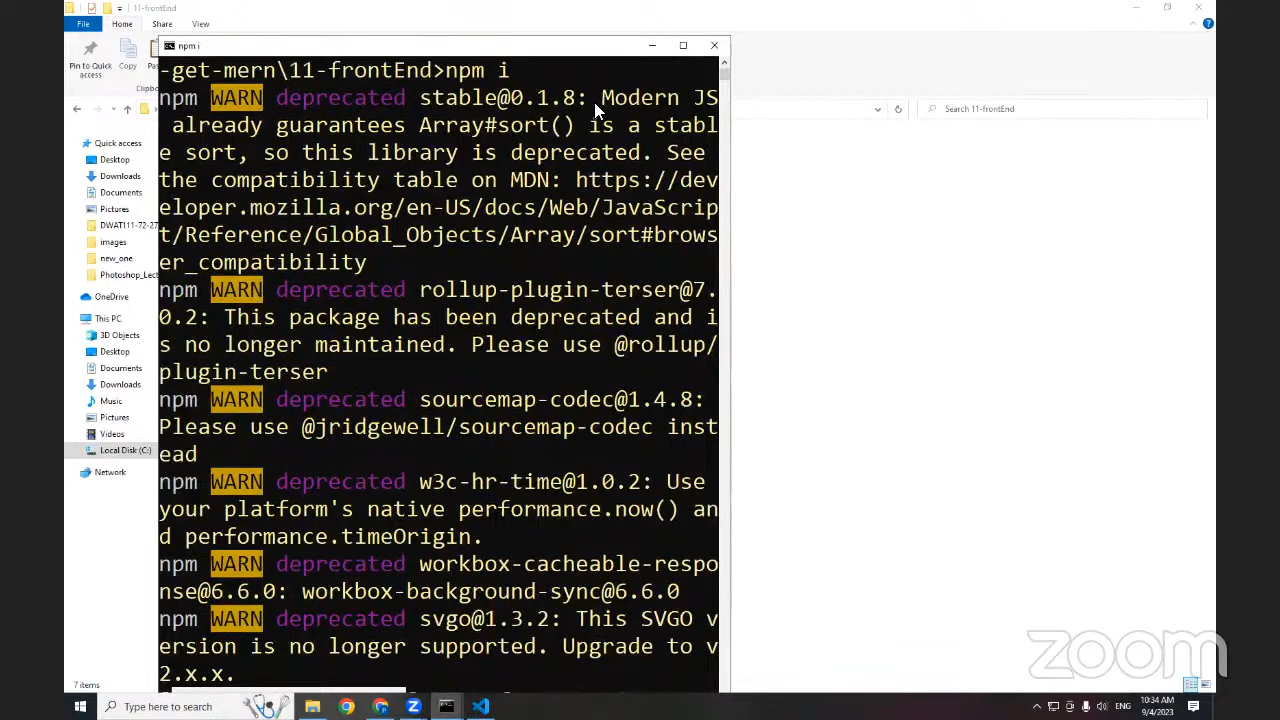 11-frontEnd
File
Home
Share
View
Pin to Quick
access
Copy
Clipb
npm i
Search 11-frontEnd
-get-mern\11-frontEnd>npm i
npm WARN deprecated stable@0.1.8: Modern JS
already guarantees Array#sort() is a stabl
e sort, so this library is deprecated. See
the compatibility table on MDN: https://dev
eloper.mozilla.org/en-US/docs/Web/JavaScrip
t/Reference/Global_Objects/Array/sort#brows
er_compatibility
npm WARN deprecated rollup-plugin-terser@7.
0.2: This package has been deprecated and i
s no longer maintained. Please use @rollup/
plugin-terser
npm WARN deprecated sourcemap-codec@1.4.8:
Please use @jridgewell/sourcemap-codec inst
ead
npm WARN deprecated w3c-hr-time@1.0.2: Use
your platform's native performance.now() an
d performance.timeOrigin.
npm WARN deprecated workbox-cacheable-respo
nse@6.6.0: workbox-background-sync@6.6.0
npm WARN deprecated svgo@1.3.2: This SVGO v
ersion is no longer supported. Upgrade to v
2.x.x.
Quick access
Desktop
Downloads
Documents
Pictures
DWAT111-72-27
images
new_one
Photoshop_Lect
OneDrive
This PC
3D Objects
Desktop
Documents
Downloads
Music
Pictures
Videos
Local Disk (C:)
Network
7 items
zoom
Type here to search
ENG
10:34 AM
9/4/2023